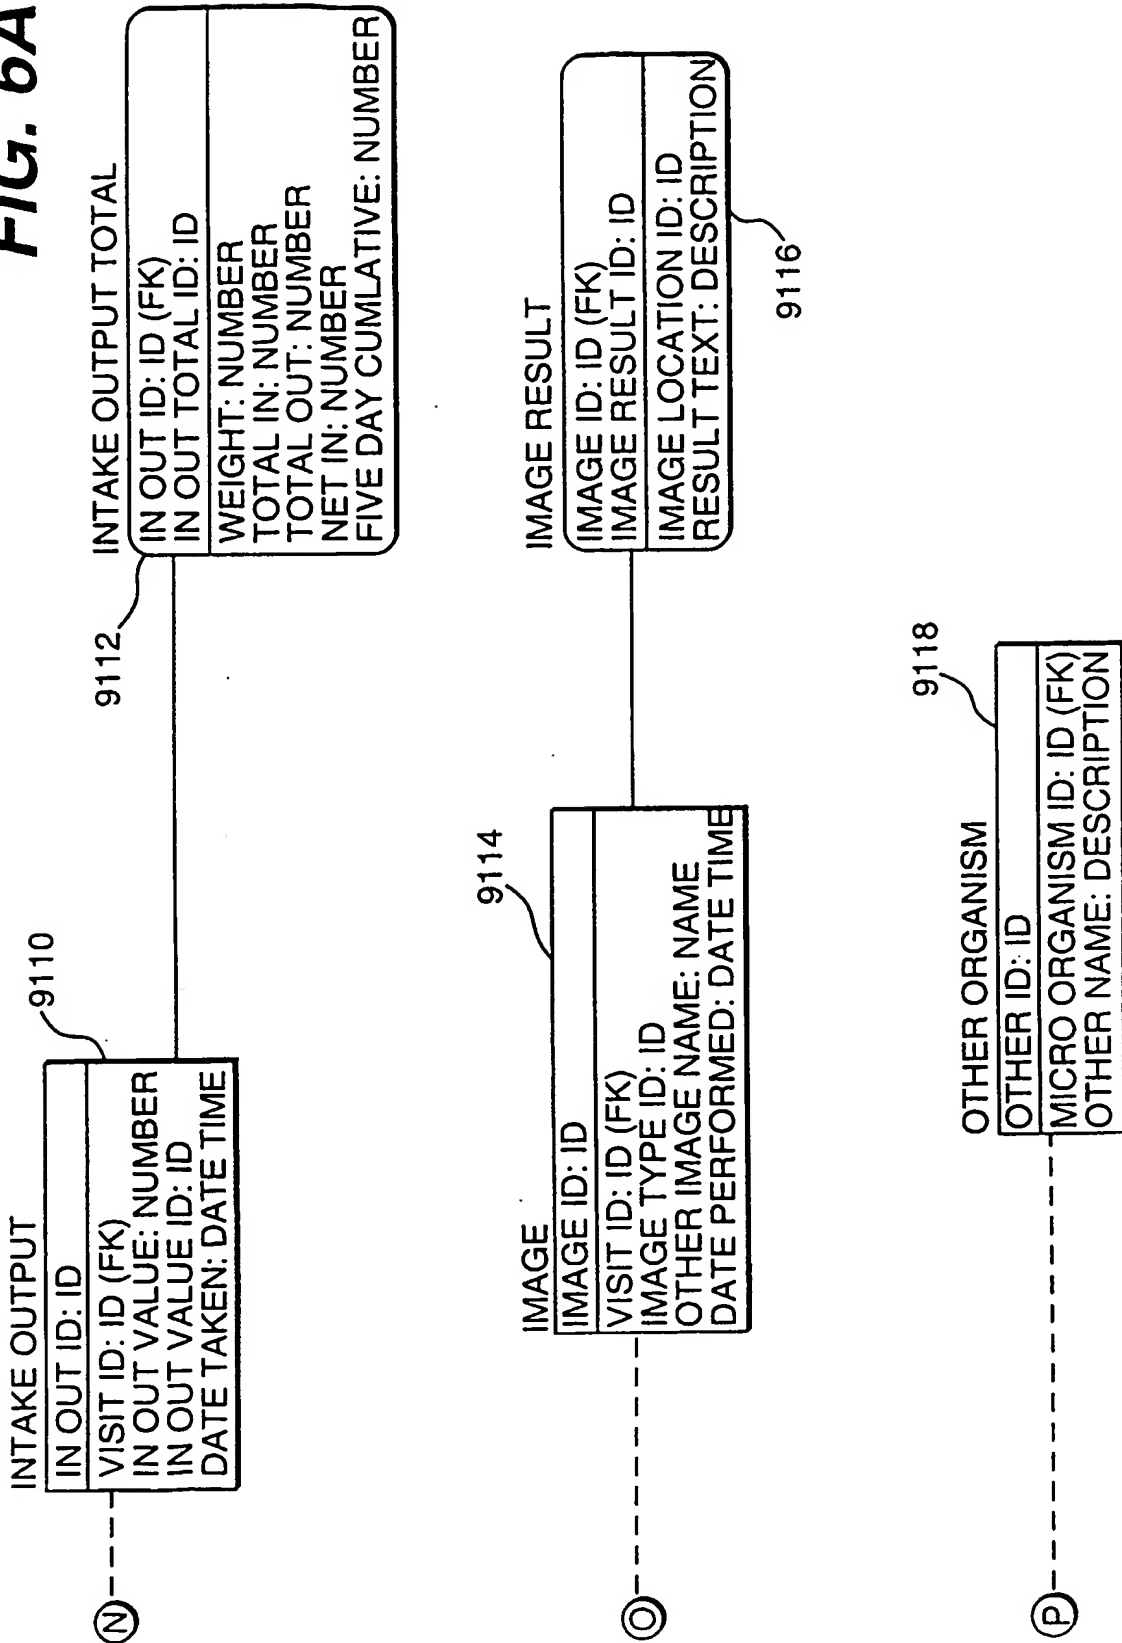 FIG. 6A
INTAKE OUTPUT
9110
IN OUT ID: ID
VISIT ID: ID (FK)
IN OUT VALUE: NUMBER
IN OUT VALUE ID: ID
DATE TAKEN: DATE TIME
N
INTAKE OUTPUT TOTAL
9112
IN OUT ID: ID (FK)
IN OUT TOTAL ID: ID
WEIGHT: NUMBER
TOTAL IN: NUMBER
TOTAL OUT: NUMBER
NET IN: NUMBER
FIVE DAY CUMLATIVE: NUMBER
IMAGE
9114
IMAGE ID: ID
VISIT ID: ID (FK)
IMAGE TYPE ID: ID
OTHER IMAGE NAME: NAME
DATE PERFORMED: DATE TIME
O
IMAGE RESULT
IMAGE ID: ID (FK)
IMAGE RESULT ID: ID
IMAGE LOCATION ID: ID
RESULT TEXT: DESCRIPTION
9116
OTHER ORGANISM
9118
OTHER ID: ID
MICRO ORGANISM ID: ID (FK)
OTHER NAME: DESCRIPTION
P